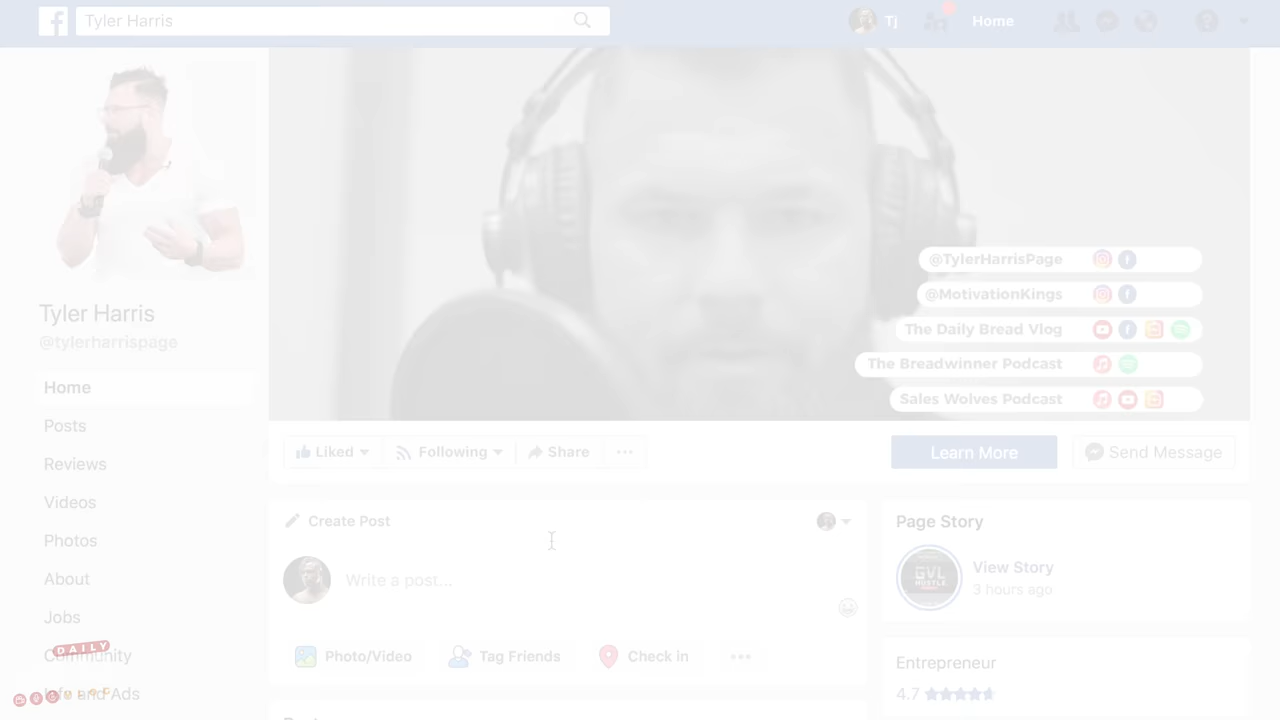 Tyler Harris
Tj
Home
@TylerHarrisPage
@MotivationKings
The Daily Bread Vlog
The Breadwinner Podcast
Sales Wolves Podcast
Tyler Harris
@tylerharrispage
Home
Posts
Reviews
Videos
Photos
About
Jobs
Community
Info and Ads
DAILY
VLOG
Liked
Following
Share
Learn More
Send Message
Create Post
Write a post...
Photo/Video
Tag Friends
Check in
Page Story
GVL
HUSTLE
View Story
3 hours ago
Entrepreneur
4.7